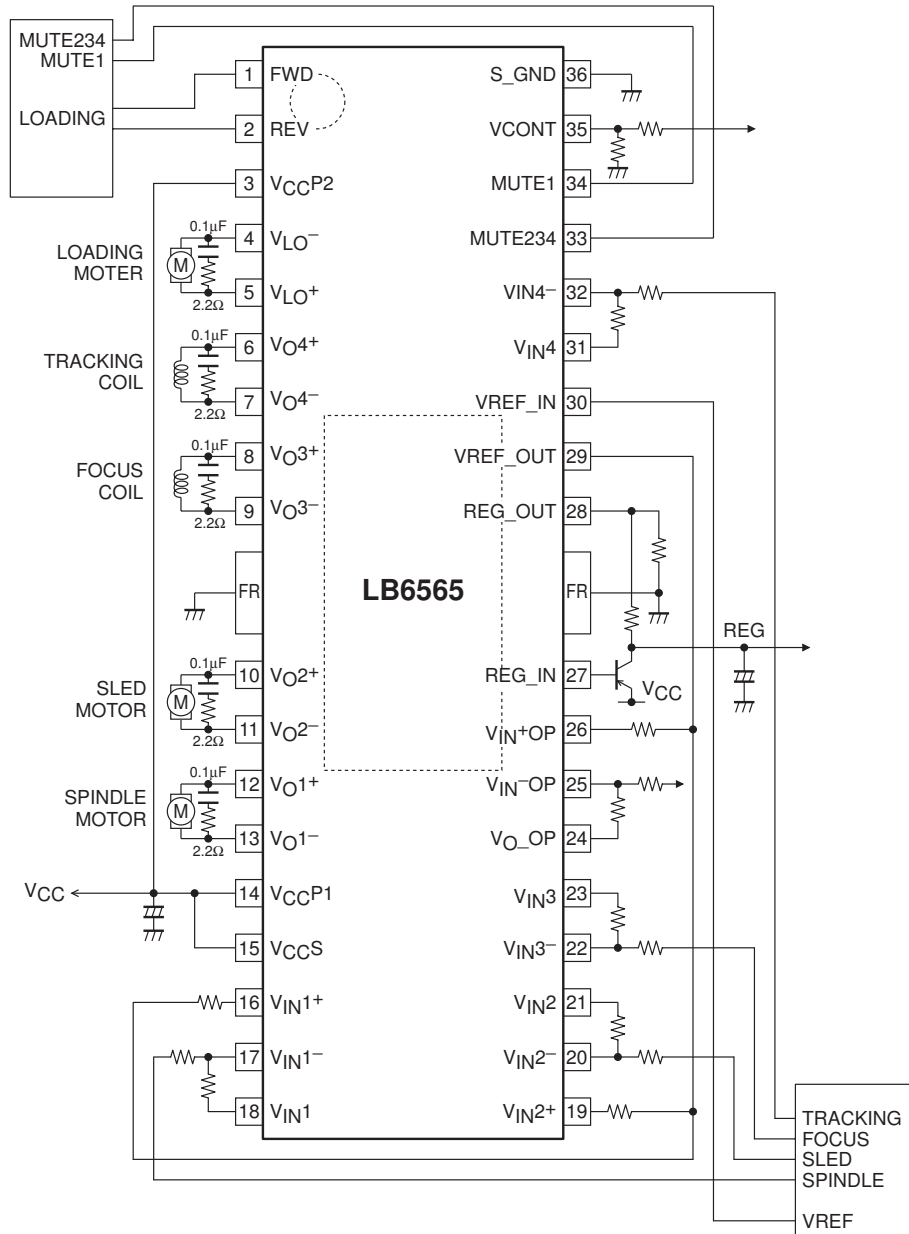 MUTE234
MUTE1
LOADING
1 FWD
2 REV
3 VCCP2
4 VLO-
5 VLO+
6 VO4+
7 VO4-
8 VO3+
9 VO3-
FR
10 VO2+
11 VO2-
12 VO1+
13 VO1-
14 VCCP1
15 VCCS
16 VIN1+
17 VIN1-
18 VIN1
0.1µF
LOADING
MOTER
M
2.2Ω
0.1µF
TRACKING
COIL
2.2Ω
0.1µF
FOCUS
COIL
2.2Ω
0.1µF
SLED
MOTOR
M
2.2Ω
0.1µF
SPINDLE
MOTOR
M
2.2Ω
VCC
LB6565
S_GND 36
VCONT 35
MUTE1 34
MUTE234 33
VIN4- 32
VIN4 31
VREF_IN 30
VREF_OUT 29
REG_OUT 28
FR
REG_IN 27
VIN+OP 26
VIN-OP 25
VO_OP 24
VIN3 23
VIN3- 22
VIN2 21
VIN2- 20
VIN2+ 19
REG
VCC
TRACKING
FOCUS
SLED
SPINDLE
VREF